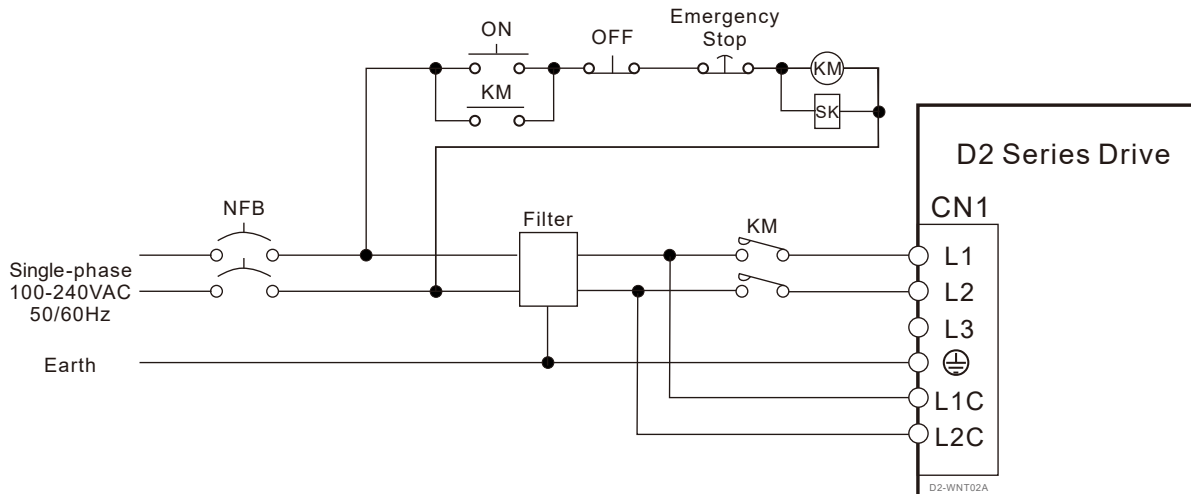 ON
OFF
Emergency
Stop
KM
KM
SK
D2 Series Drive
NFB
Filter
KM
CN1
Single-phase
100-240VAC
50/60Hz
L1
L2
L3
Earth
L1C
L2C
D2-WNT02A